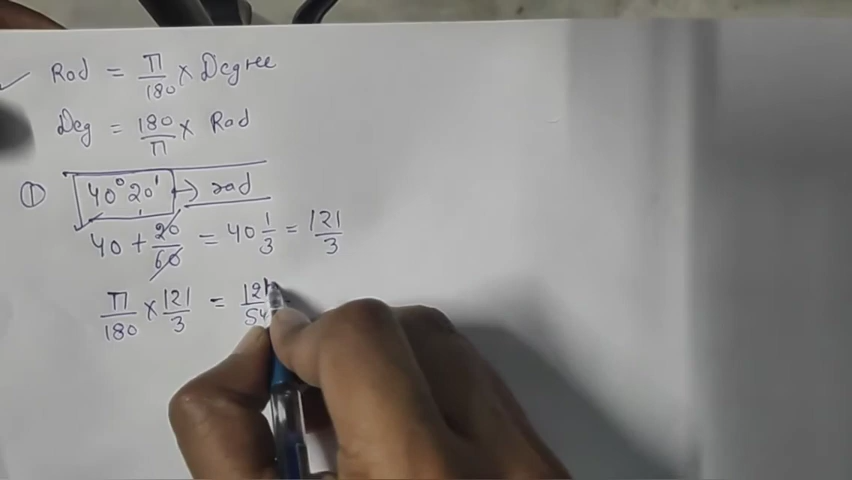 Rad = π/180 × Degree
Deg = 180/π × Rad
① 40°20' → rad
40 + 20/60 = 40 1/3 = 121/3
π/180 × 121/3 = 121/54